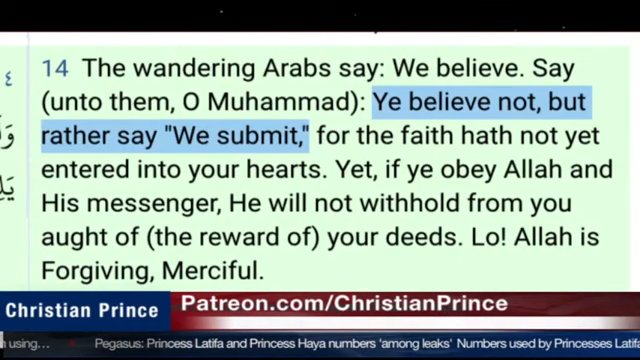 14 The wandering Arabs say: We believe. Say
(unto them, O Muhammad): Ye believe not, but
rather say "We submit," for the faith hath not yet
entered into your hearts. Yet, if ye obey Allah and
His messenger, He will not withhold from you
aught of (the reward of) your deeds. Lo! Allah is
Forgiving, Merciful.
Christian Prince Patreon.com/ChristianPrince
using... Pegasus: Princess Latifa and Princess Haya numbers 'among leaks' Numbers used by Princesses Latifa